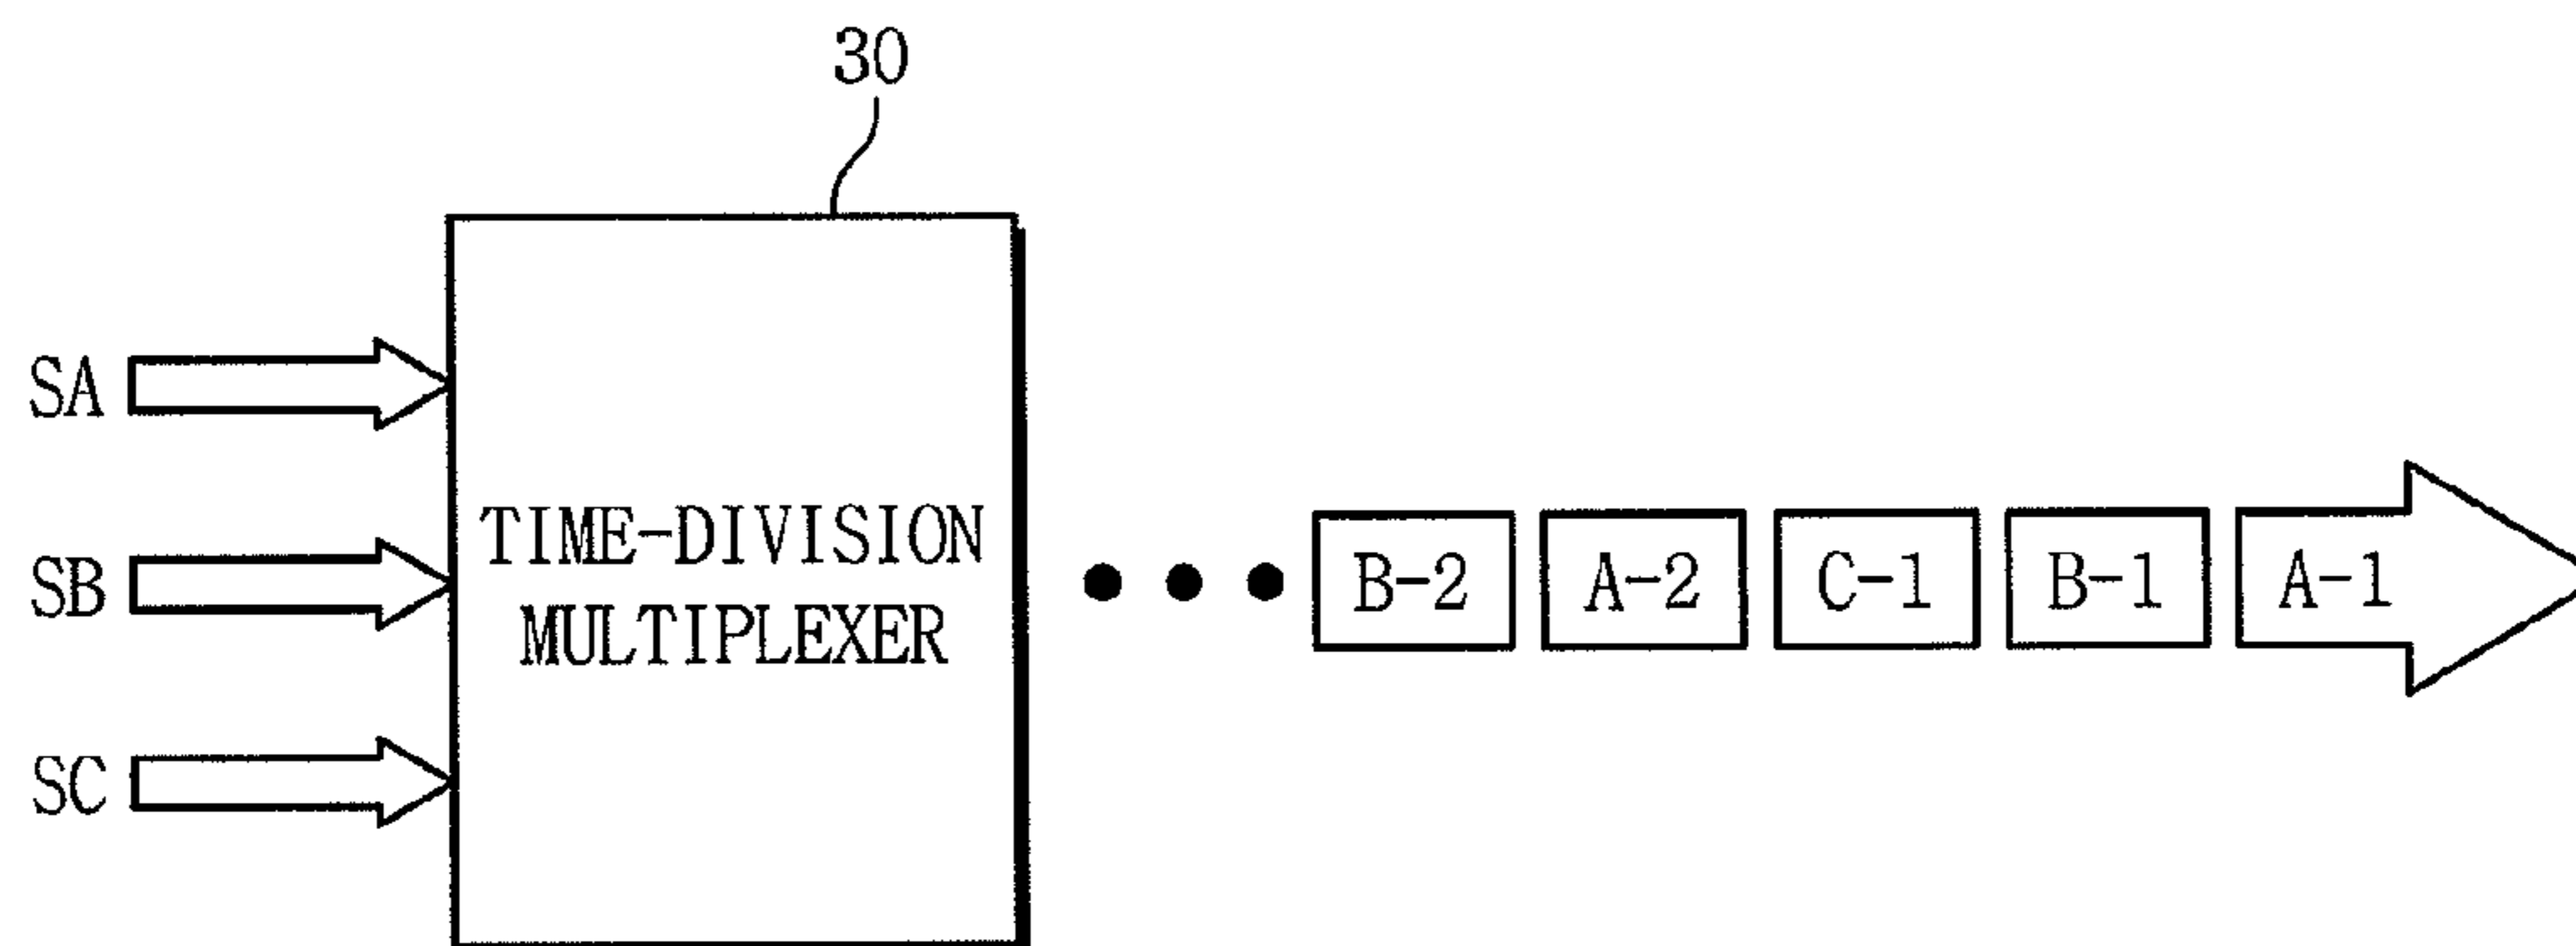 30
SA
SB
SC
TIME-DIVISION
MULTIPLEXER
B-2
A-2
C-1
B-1
A-1